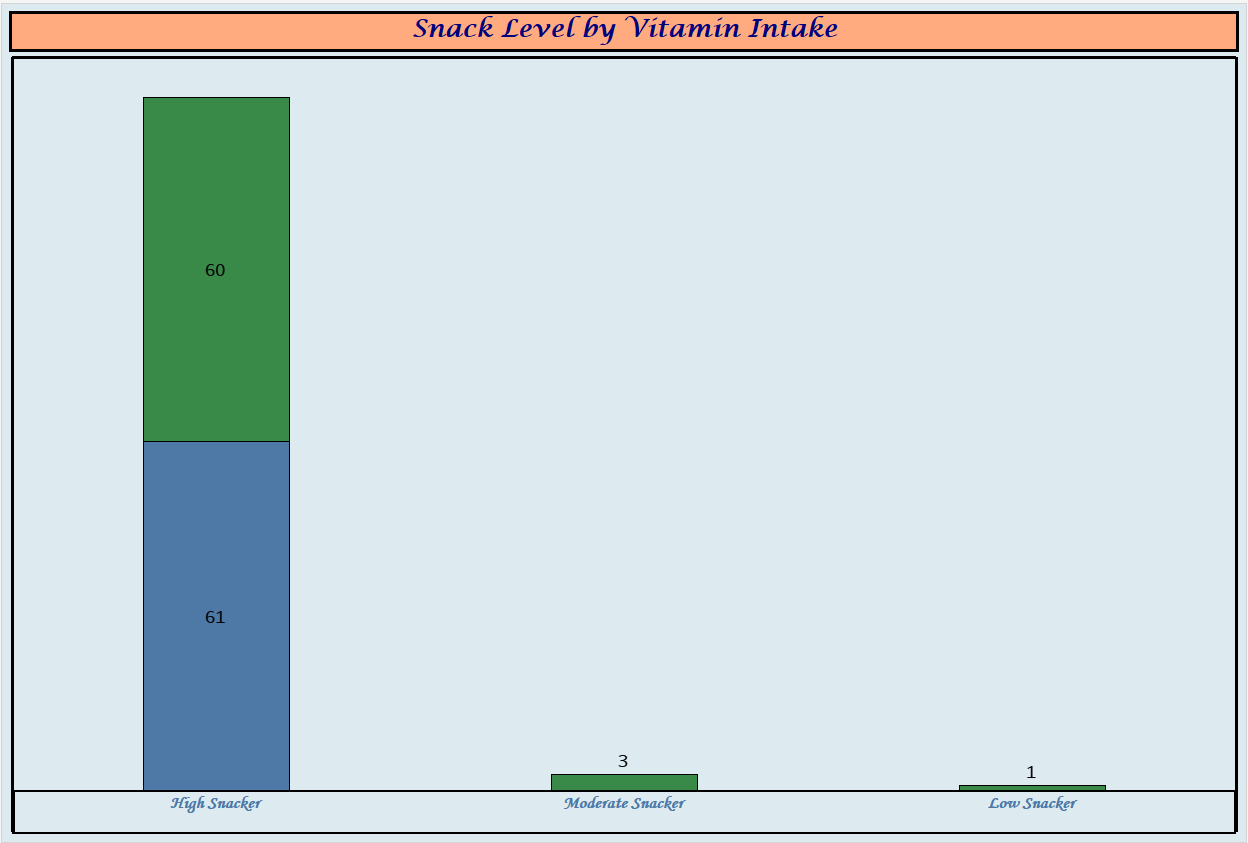 Snack Level by Vitamin Intake
60
61
3
1
High Snacker
Moderate Snacker
Low Snacker